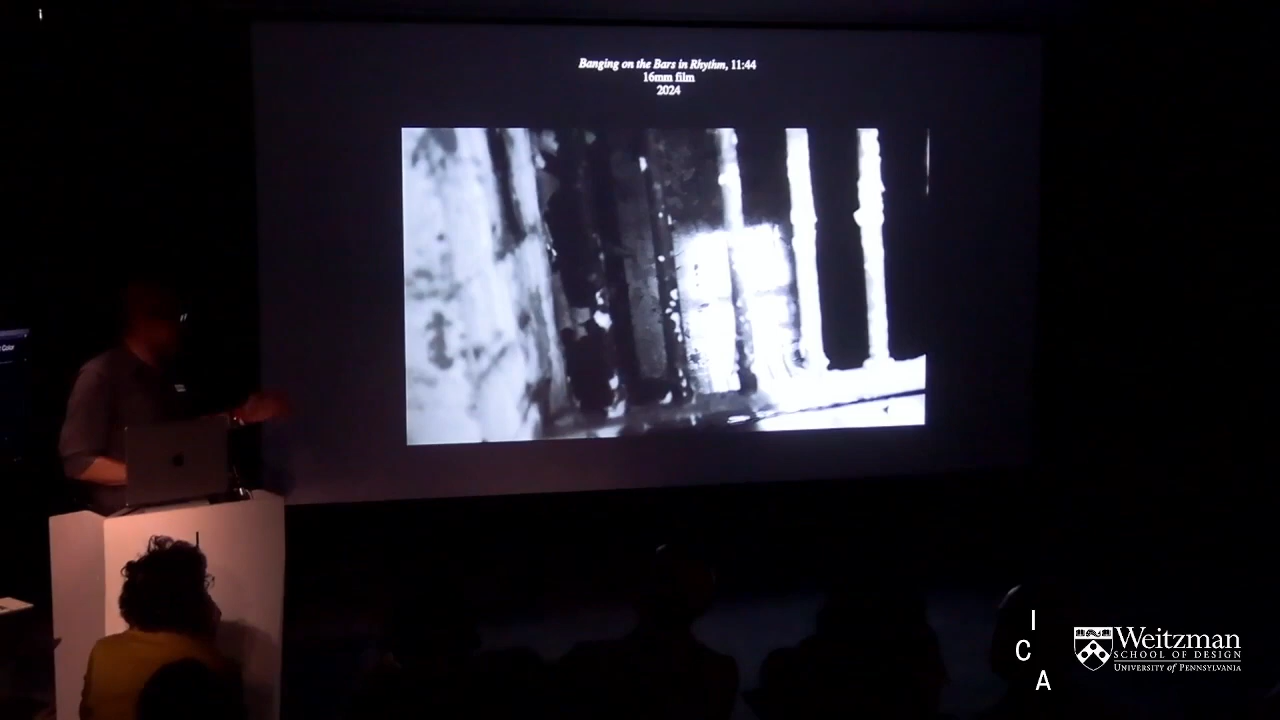 Banging on the Bars in Rhythm, 11:44
16mm film
2024
I
C
A
Weitzman
SCHOOL OF DESIGN
UNIVERSITY of PENNSYLVANIA